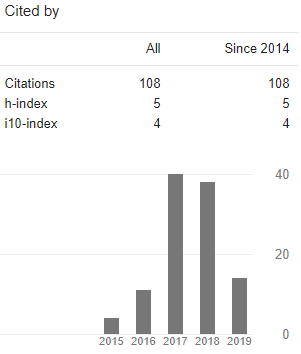 Cited by
All Since 2014
Citations 108 108
h-index 5 5
i10-index 4 4
40
20
0
2015 2016 2017 2018 2019